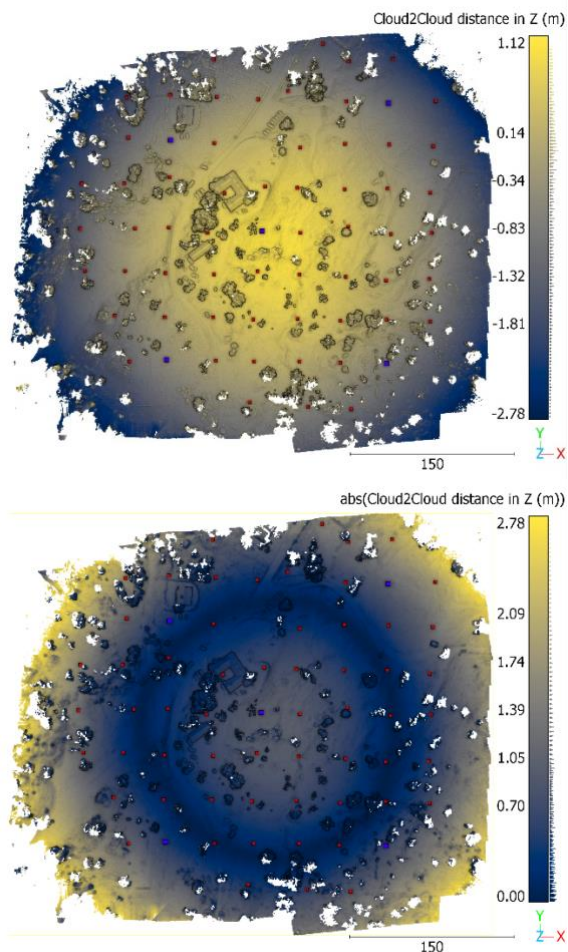 Cloud2Cloud distance in Z (m)
1.12
0.14
-0.34
-0.83
-1.32
-1.81
-2.78
Y
Z X
150
abs(Cloud2Cloud distance in Z (m))
2.78
2.09
1.74
1.39
1.05
0.70
0.00
Y
Z X
150